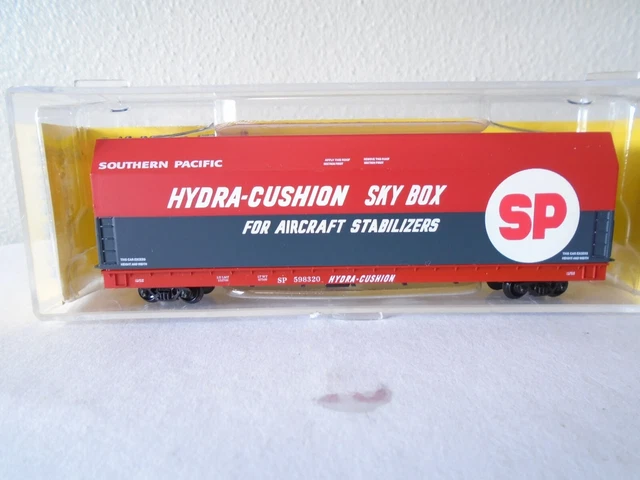 SOUTHERN PACIFIC
HYDRA-CUSHION SKY BOX
FOR AIRCRAFT STABILIZERS
SP
SP 598320 HYDRA-CUSHION